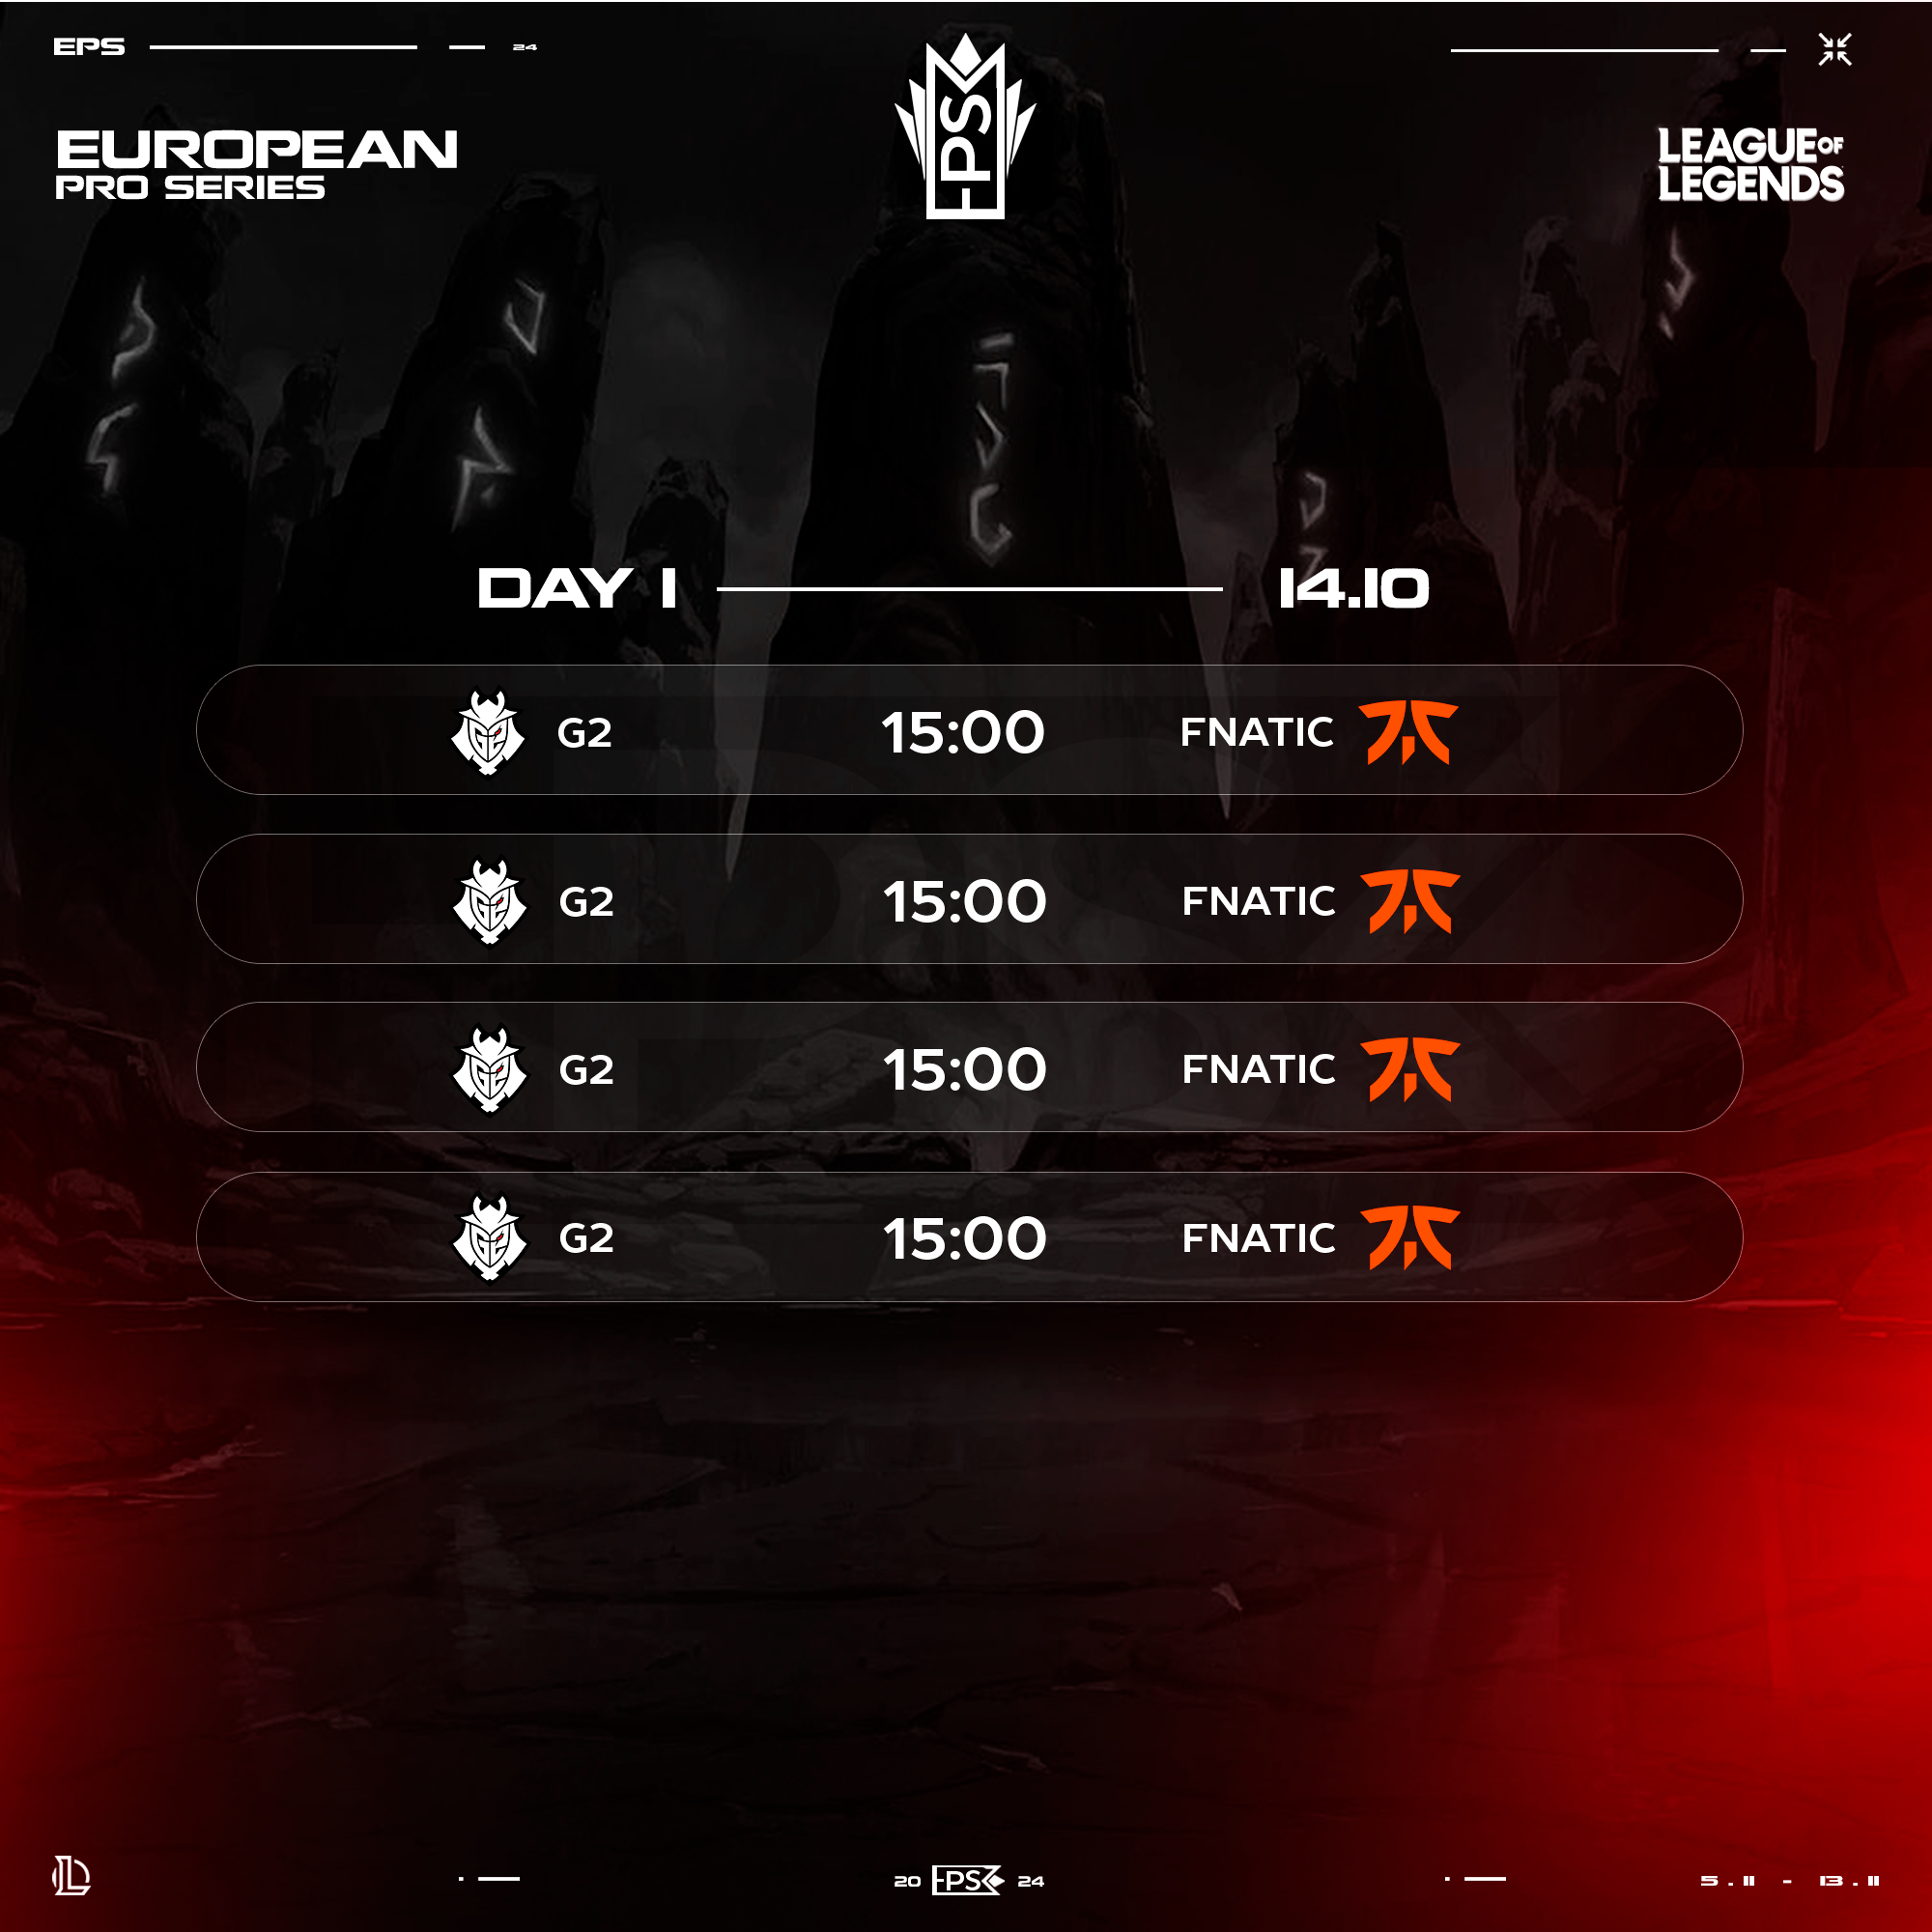 EPS 24
EUROPEAN
PRO SERIES
EPS
LEAGUE OF
LEGENDS
DAY 1 14.10
G2 15:00 FNATIC
G2 15:00 FNATIC
G2 15:00 FNATIC
G2 15:00 FNATIC
20 EPS 24
5.11 - 13.11